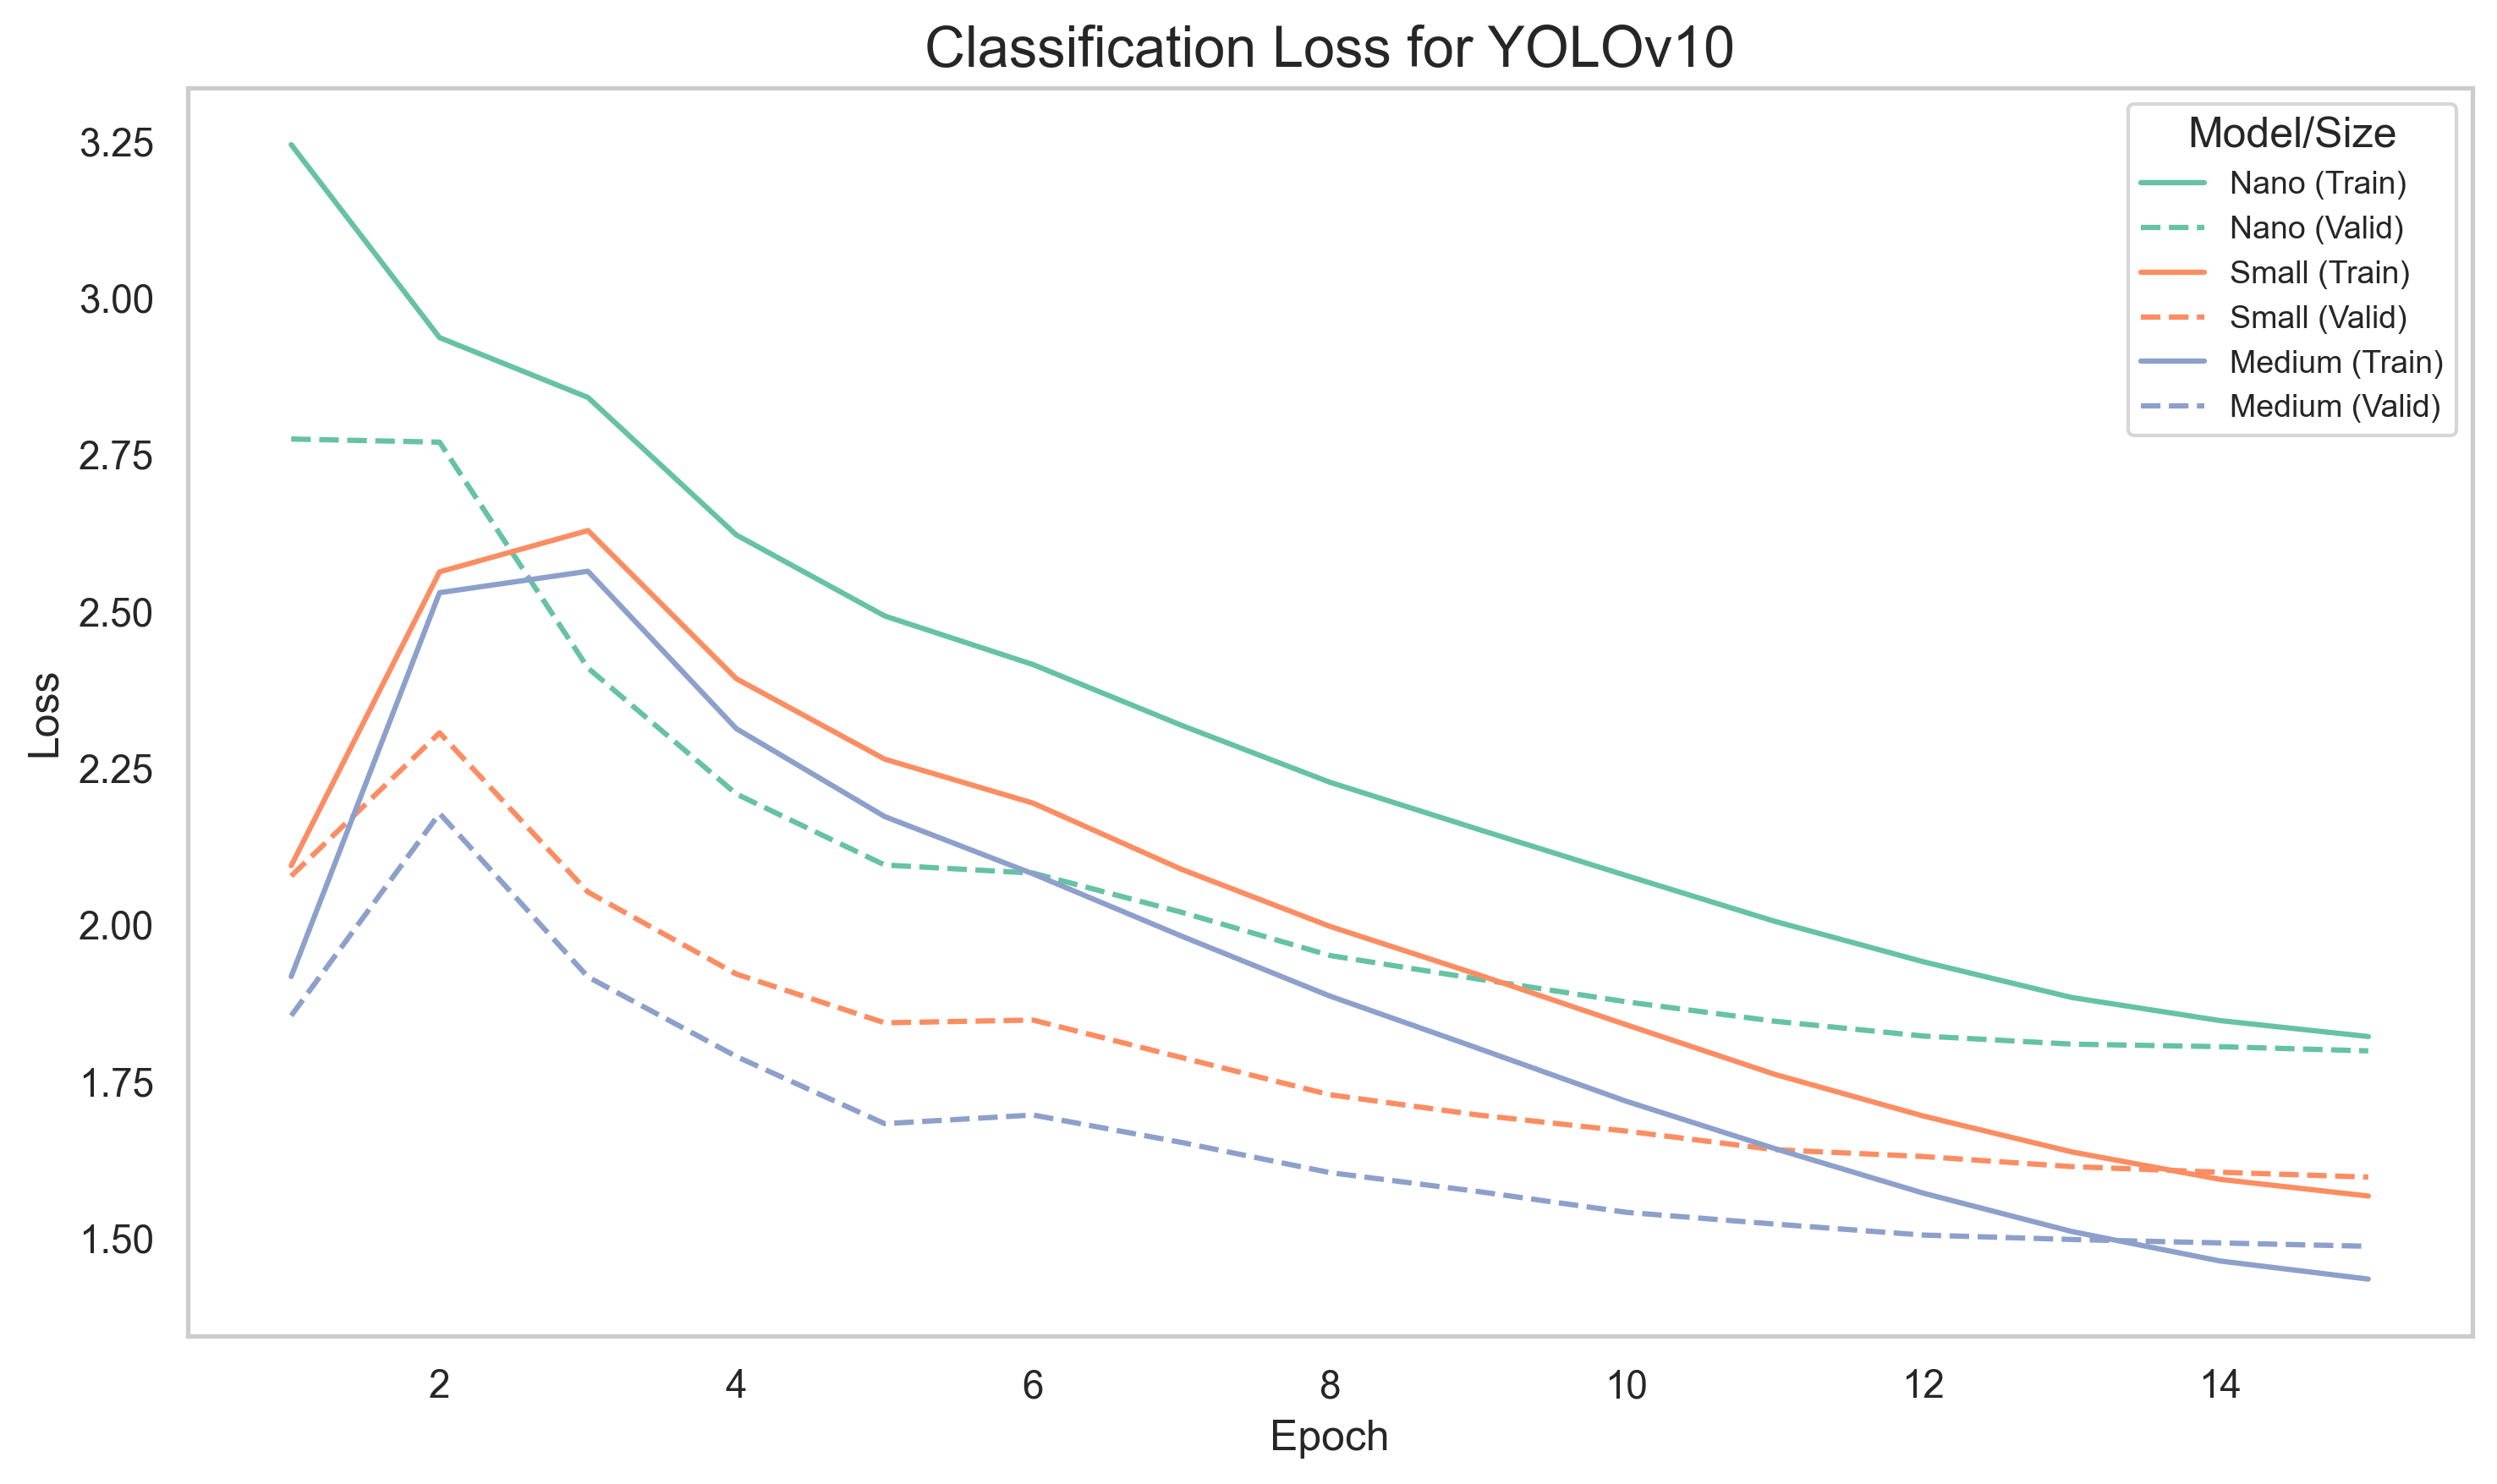 Classification Loss for YOLOv10
Model/Size
Nano (Train)
Nano (Valid)
Small (Train)
Small (Valid)
Medium (Train)
Medium (Valid)
Loss
3.25
3.00
2.75
2.50
2.25
2.00
1.75
1.50
2 4 6 8 10 12 14
Epoch